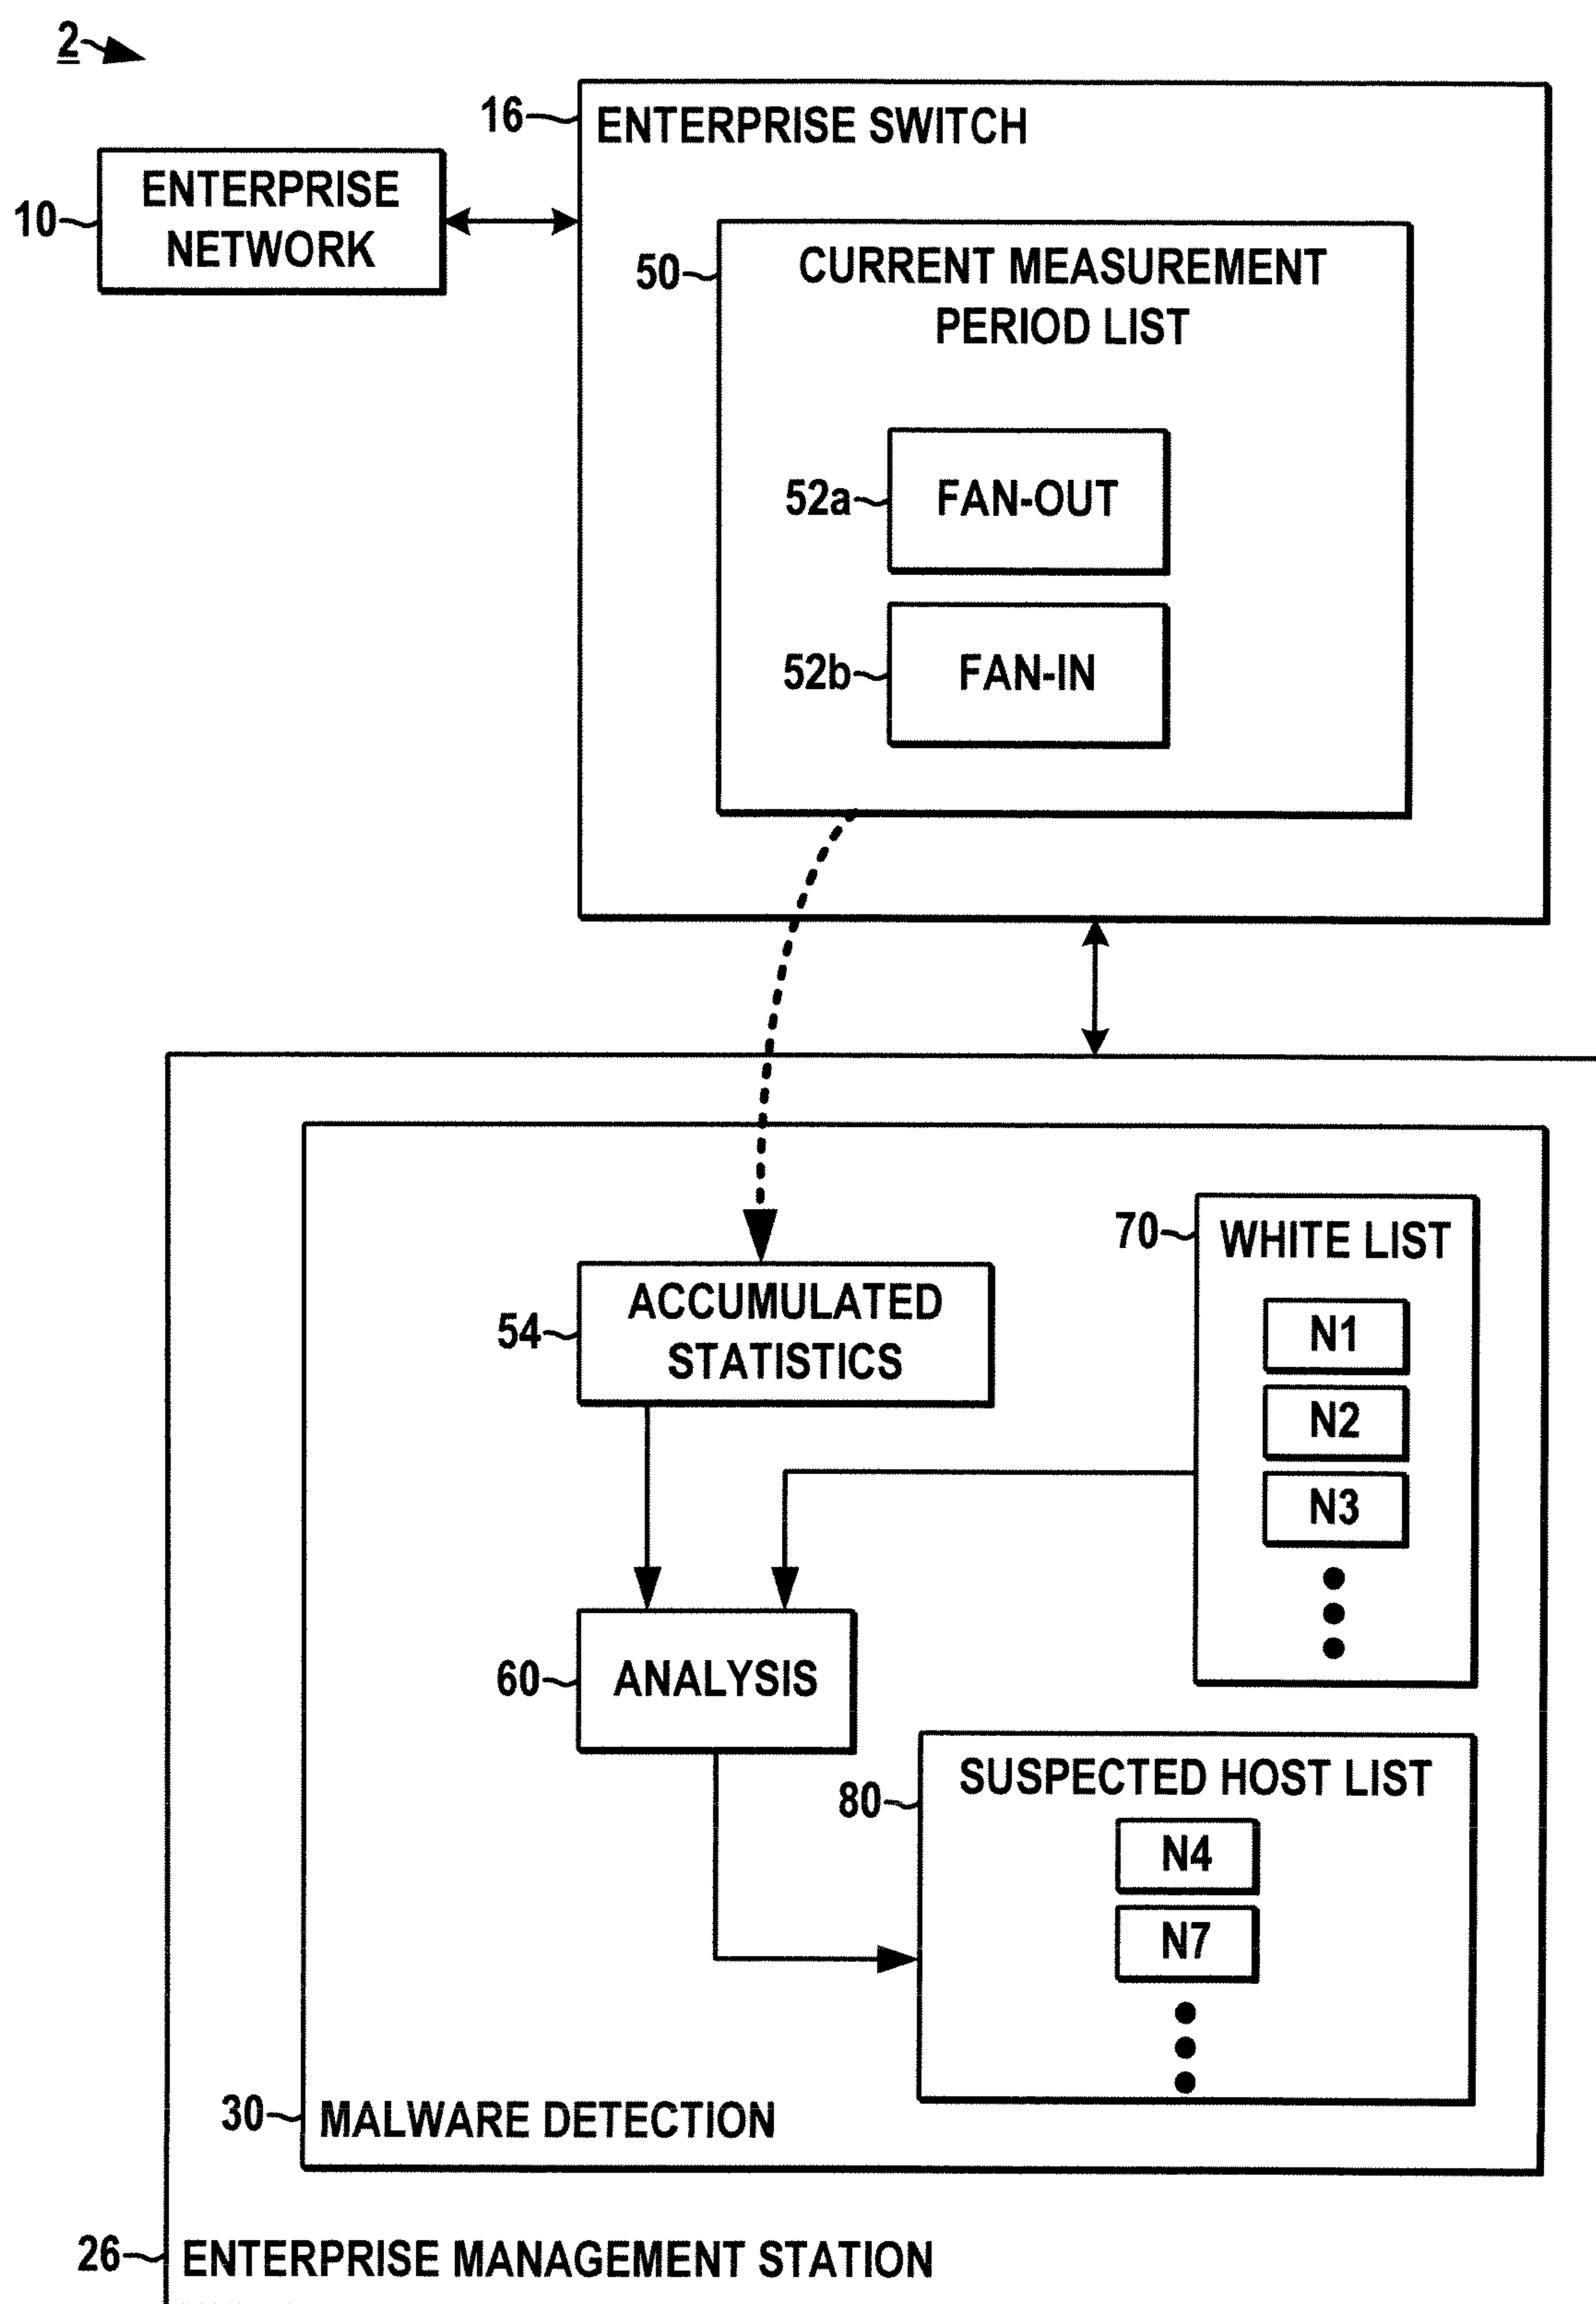 2
16
ENTERPRISE SWITCH
10
ENTERPRISE
NETWORK
50
CURRENT MEASUREMENT
PERIOD LIST
52a
FAN-OUT
52b
FAN-IN
70
WHITE LIST
N1
N2
N3
54
ACCUMULATED
STATISTICS
60
ANALYSIS
80
SUSPECTED HOST LIST
N4
N7
30
MALWARE DETECTION
26
ENTERPRISE MANAGEMENT STATION